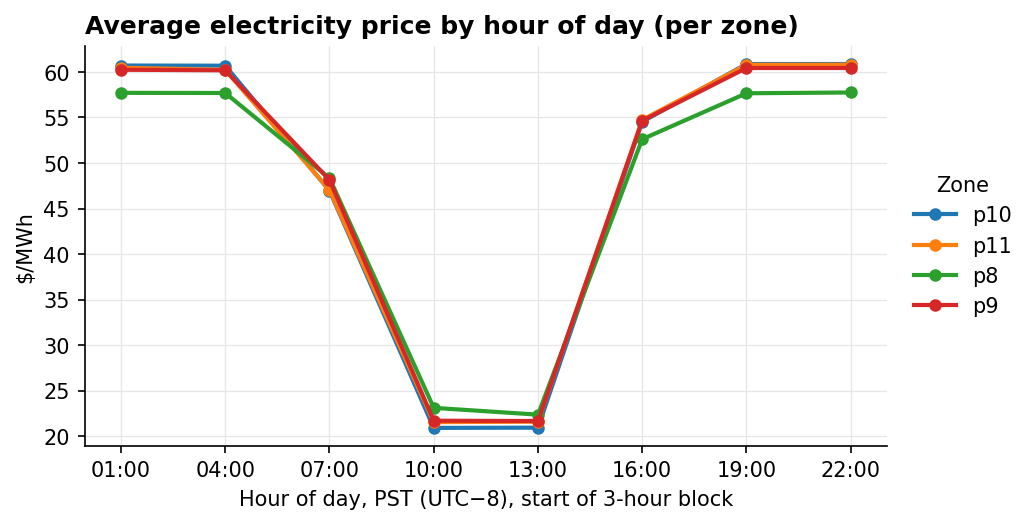 Average electricity price by hour of day (per zone)
$/MWh
60
55
50
45
40
35
30
25
20
01:00 04:00 07:00 10:00 13:00 16:00 19:00 22:00
Hour of day, PST (UTC−8), start of 3-hour block
Zone
p10
p11
p8
p9